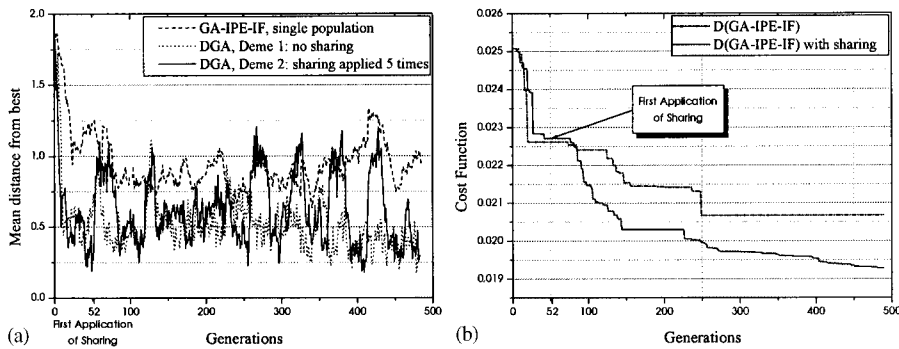 GA-IPE-IF, single population
DGA, Deme 1: no sharing
DGA, Deme 2: sharing applied 5 times
Mean distance from best
2.0
1.5
1.0
0.5
0.0
0 52 100 200 300 400 500
First Application
of Sharing
Generations
(a)
D(GA-IPE-IF)
D(GA-IPE-IF) with sharing
First Application
of Sharing
Cost Function
0.026
0.025
0.024
0.023
0.022
0.021
0.020
0.019
0 52 100 200 300 400 500
Generations
(b)